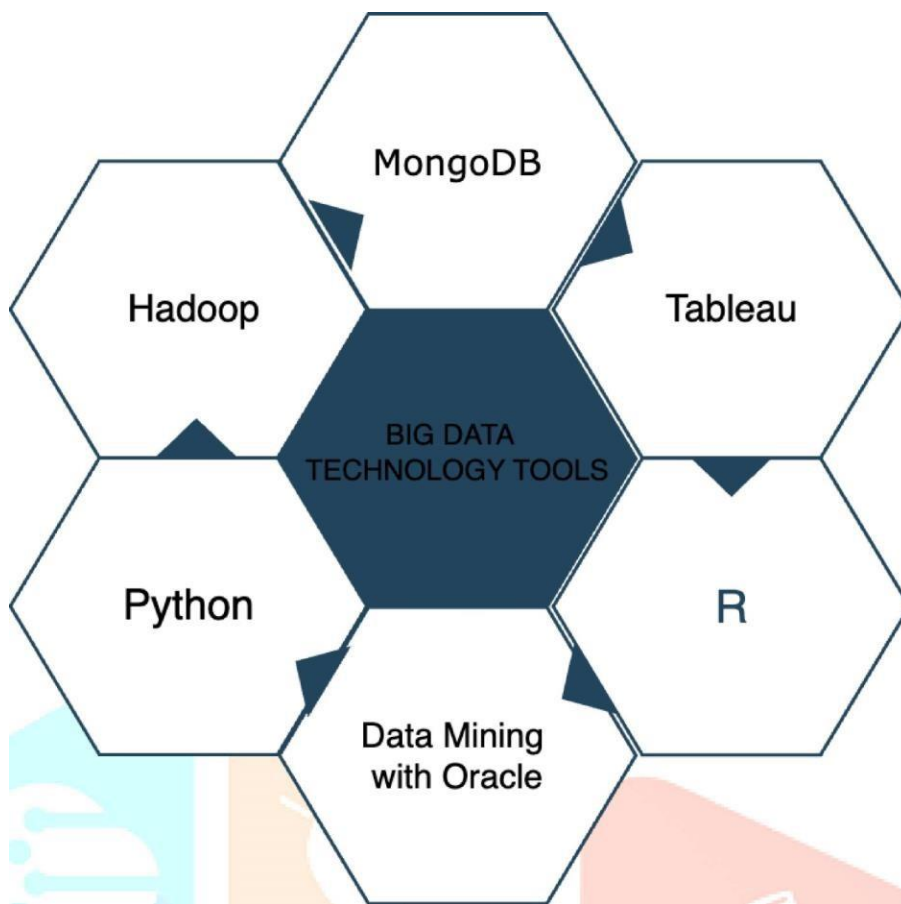 MongoDB
Hadoop
Tableau
BIG DATA
TECHNOLOGY TOOLS
Python
R
Data Mining
with Oracle